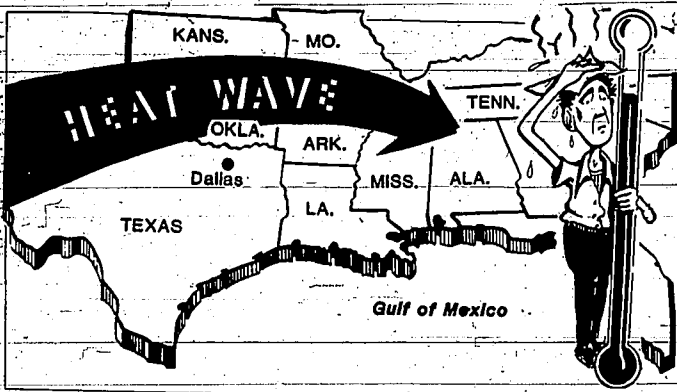 KANS.
MO.
HEAT WAVE
TENN.
OKLA.
ARK.
Dallas
MISS.
ALA.
LA.
TEXAS
Gulf of Mexico